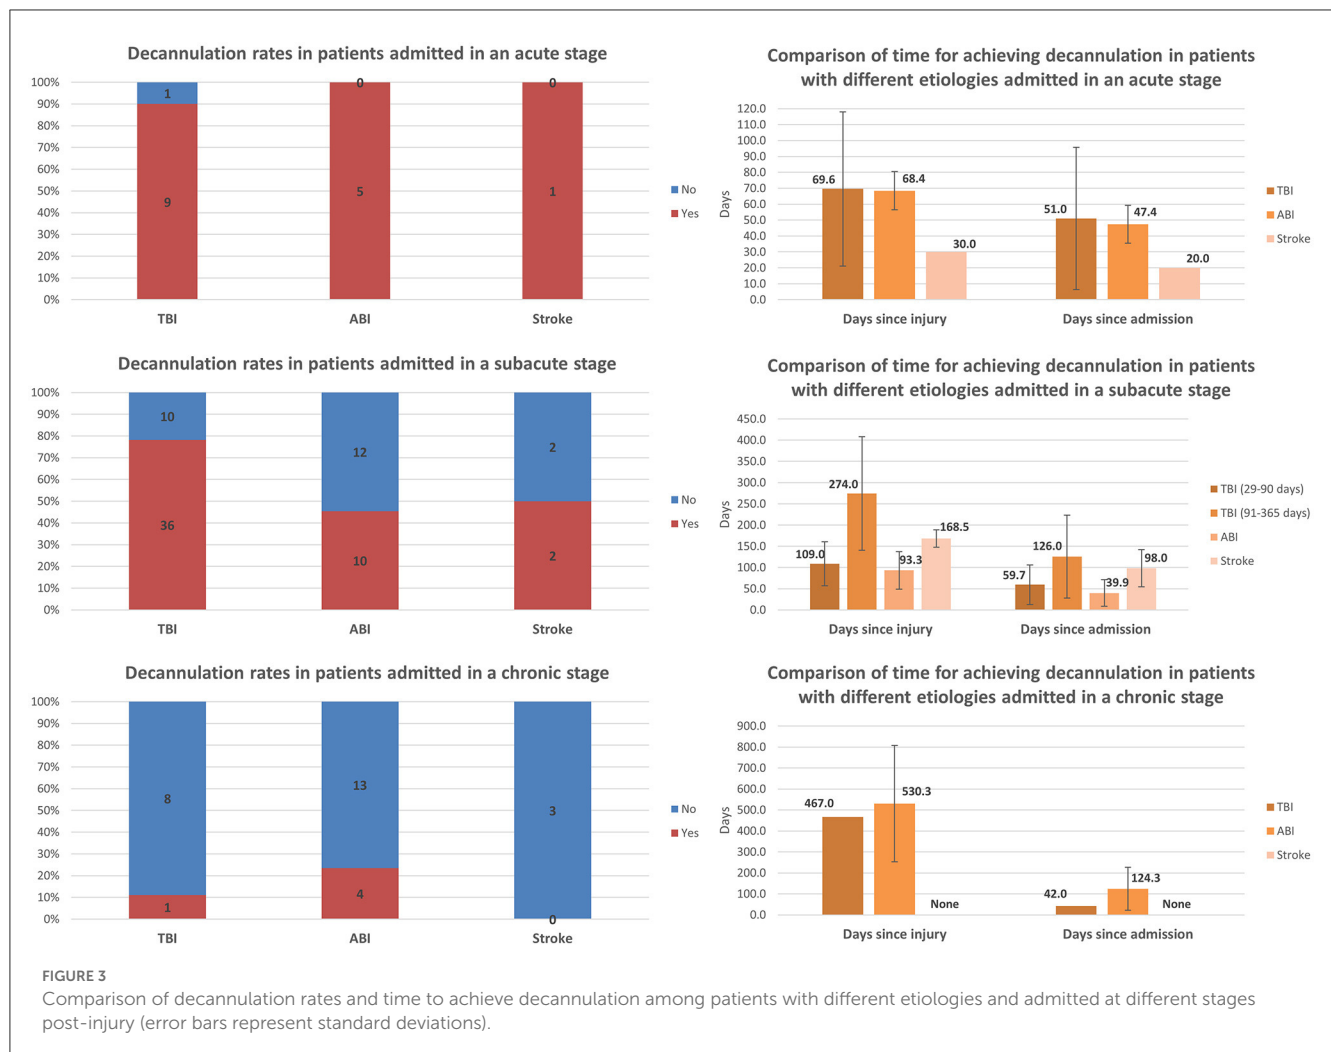 Decannulation rates in patients admitted in an acute stage
100%
90%
80%
70%
60%
50%
40%
30%
20%
10%
0%
1
9
0
5
0
1
TBI
ABI
Stroke
No
Yes
Comparison of time for achieving decannulation in patients
with different etiologies admitted in an acute stage
Days
120.0
110.0
100.0
90.0
80.0
70.0
60.0
50.0
40.0
30.0
20.0
10.0
0.0
69.6
68.4
30.0
51.0
47.4
20.0
Days since injury
Days since admission
TBI
ABI
Stroke
Decannulation rates in patients admitted in a subacute stage
100%
90%
80%
70%
60%
50%
40%
30%
20%
10%
0%
10
36
12
10
2
2
TBI
ABI
Stroke
No
Yes
Comparison of time for achieving decannulation in patients
with different etiologies admitted in a subacute stage
Days
450.0
400.0
350.0
300.0
250.0
200.0
150.0
100.0
50.0
0.0
109.0
274.0
93.3
168.5
59.7
126.0
39.9
98.0
Days since injury
Days since admission
TBI (29-90 days)
TBI (91-365 days)
ABI
Stroke
Decannulation rates in patients admitted in a chronic stage
100%
90%
80%
70%
60%
50%
40%
30%
20%
10%
0%
8
1
13
4
3
0
TBI
ABI
Stroke
No
Yes
Comparison of time for achieving decannulation in patients
with different etiologies admitted in a chronic stage
Days
900.0
800.0
700.0
600.0
500.0
400.0
300.0
200.0
100.0
0.0
467.0
530.3
None
42.0
124.3
None
Days since injury
Days since admission
TBI
ABI
Stroke
FIGURE 3
Comparison of decannulation rates and time to achieve decannulation among patients with different etiologies and admitted at different stages
post-injury (error bars represent standard deviations).